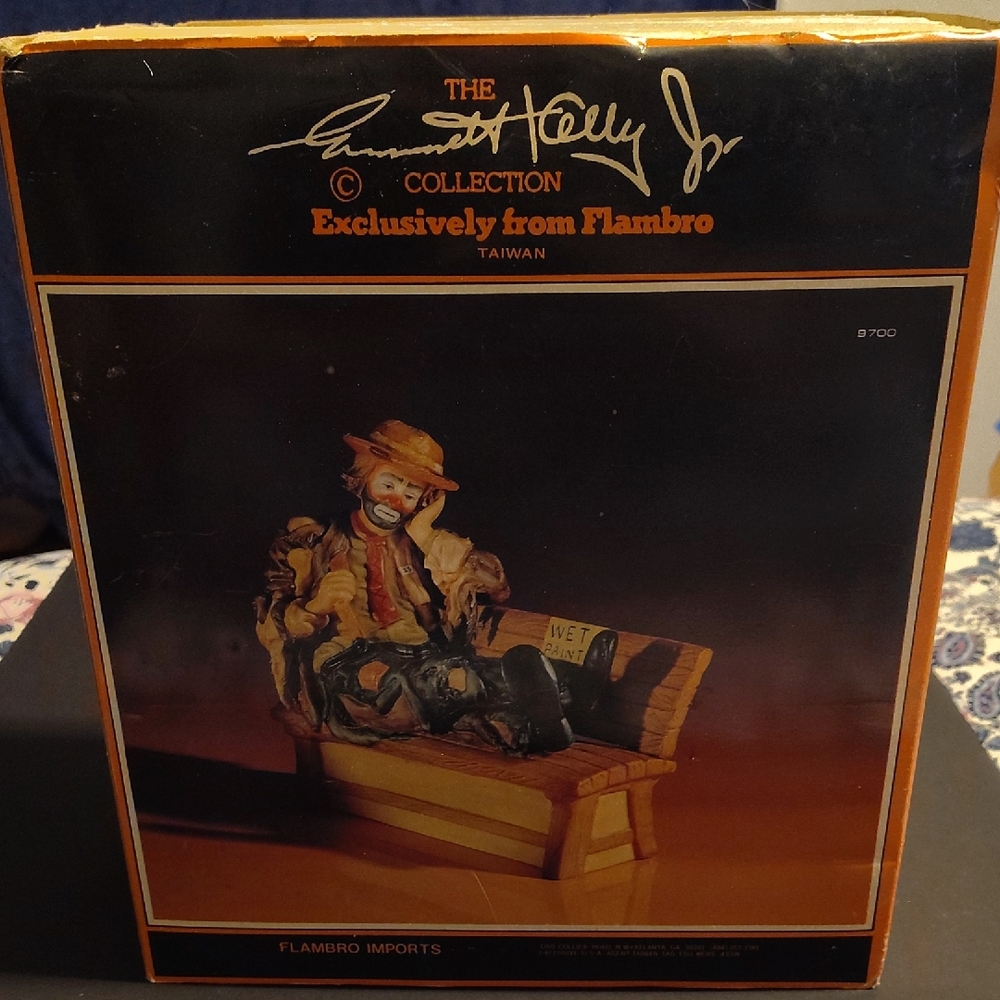 THE
Emmett Kelly Jr.
© COLLECTION
Exclusively from Flambro
TAIWAN
9700
WET
PAINT
FLAMBRO IMPORTS